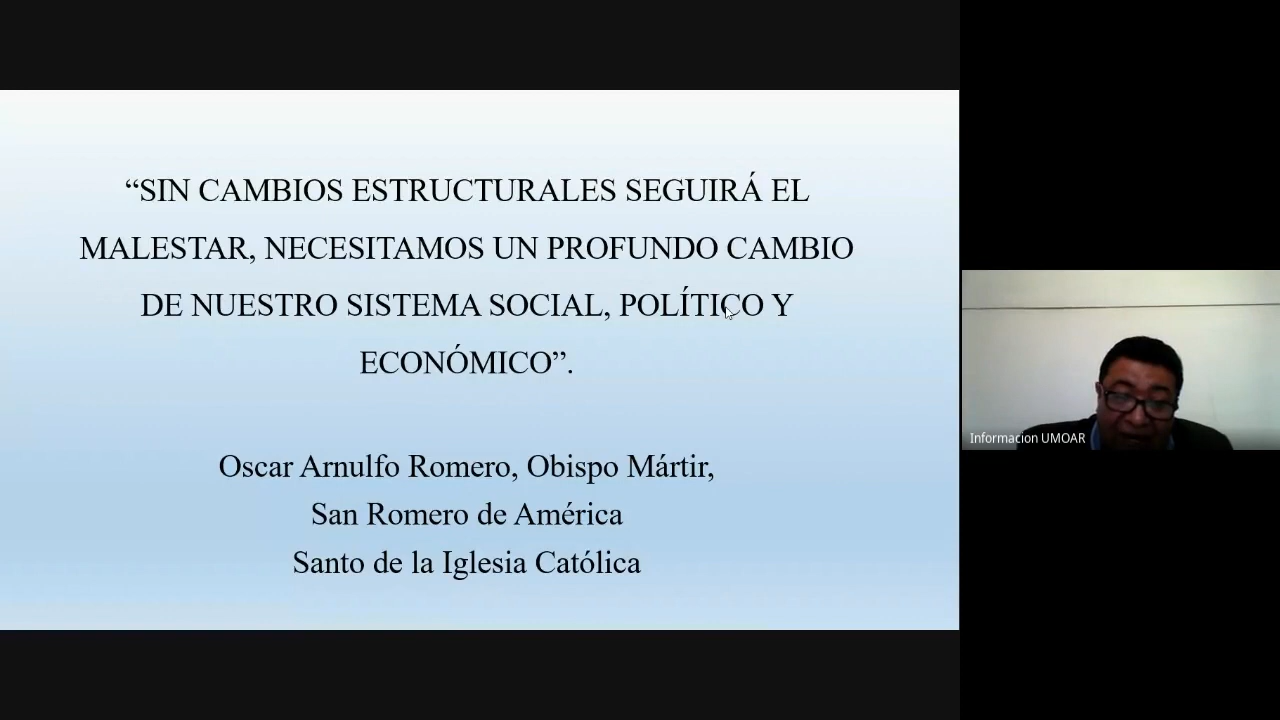 “SIN CAMBIOS ESTRUCTURALES SEGUIRÁ EL
MALESTAR, NECESITAMOS UN PROFUNDO CAMBIO
DE NUESTRO SISTEMA SOCIAL, POLÍTICO Y
ECONÓMICO”.
Oscar Arnulfo Romero, Obispo Mártir,
San Romero de América
Santo de la Iglesia Católica
Informacion UMOAR